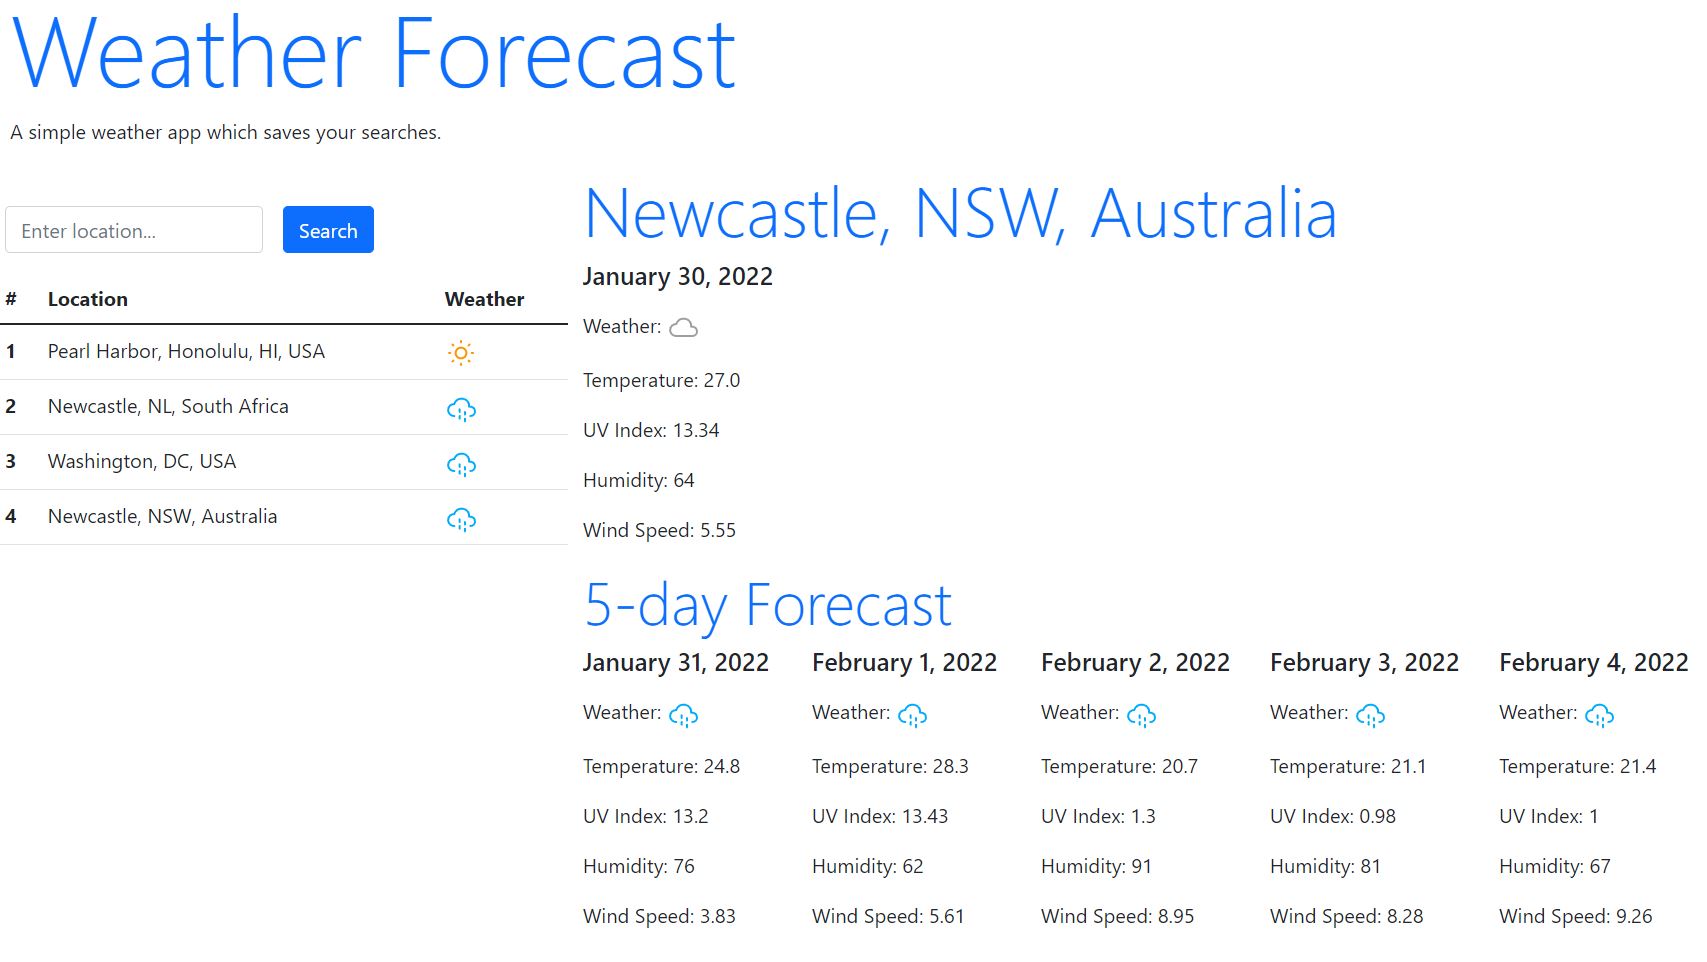 Weather Forecast
A simple weather app which saves your searches.
Enter location...
Search
# Location Weather
1 Pearl Harbor, Honolulu, HI, USA
2 Newcastle, NL, South Africa
3 Washington, DC, USA
4 Newcastle, NSW, Australia
Newcastle, NSW, Australia
January 30, 2022
Weather:
Temperature: 27.0
UV Index: 13.34
Humidity: 64
Wind Speed: 5.55
5-day Forecast
January 31, 2022
Weather:
Temperature: 24.8
UV Index: 13.2
Humidity: 76
Wind Speed: 3.83
February 1, 2022
Weather:
Temperature: 28.3
UV Index: 13.43
Humidity: 62
Wind Speed: 5.61
February 2, 2022
Weather:
Temperature: 20.7
UV Index: 1.3
Humidity: 91
Wind Speed: 8.95
February 3, 2022
Weather:
Temperature: 21.1
UV Index: 0.98
Humidity: 81
Wind Speed: 8.28
February 4, 2022
Weather:
Temperature: 21.4
UV Index: 1
Humidity: 67
Wind Speed: 9.26